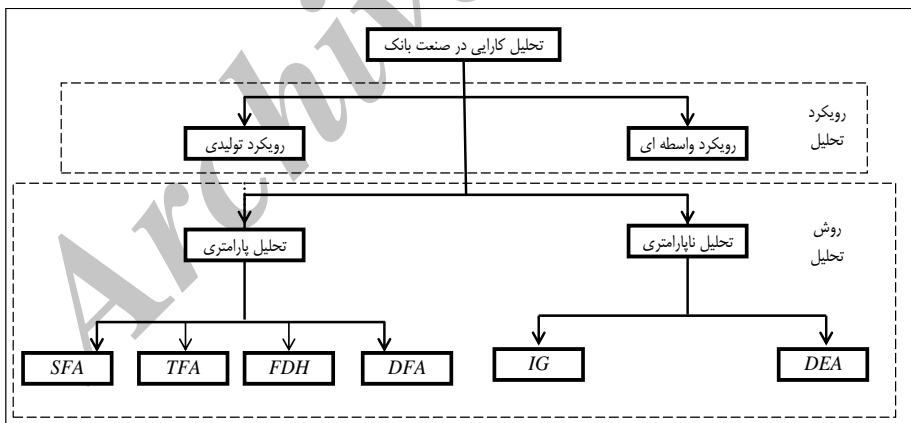 تحلیل کارایی در صنعت بانک
رویکرد
تحلیل
رویکرد واسطه ای
رویکرد تولیدی
روش
تحلیل
تحلیل ناپارامتری
تحلیل پارامتری
DEA
IG
DFA
FDH
TFA
SFA
Archive